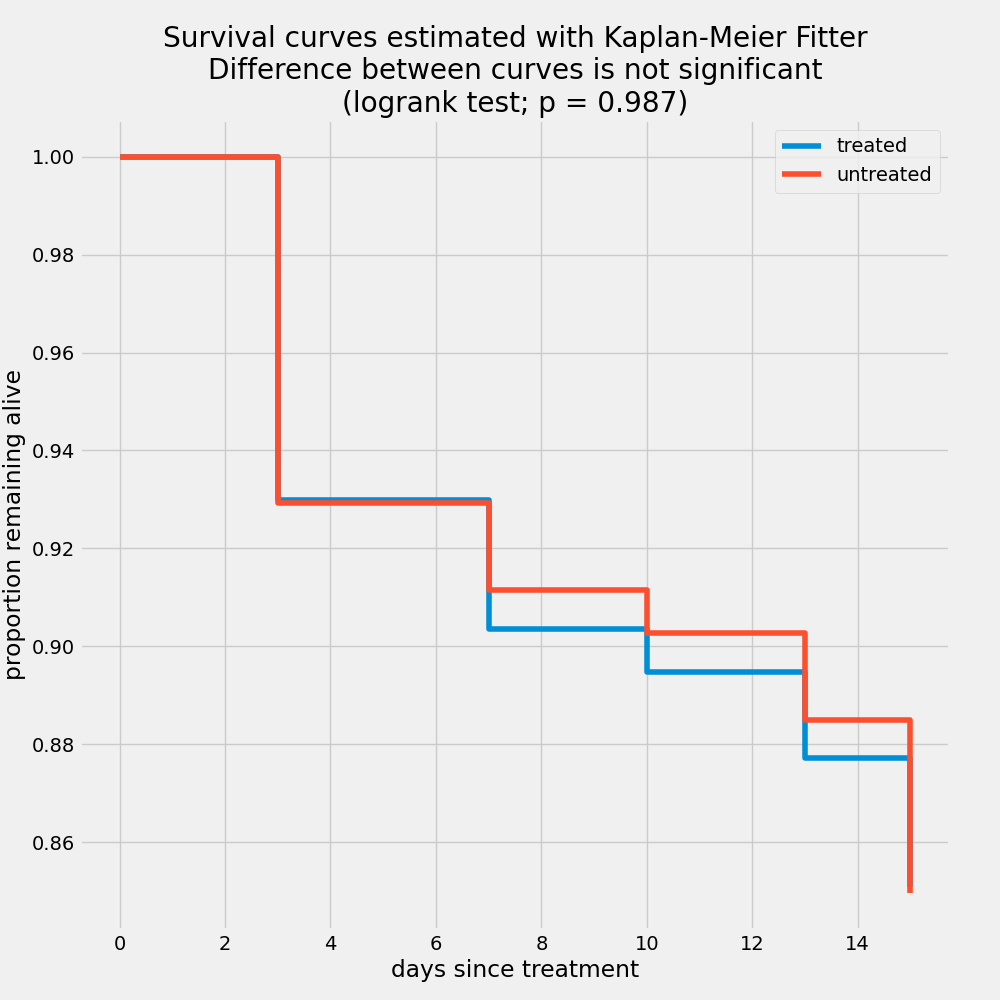 Survival curves estimated with Kaplan-Meier Fitter
Difference between curves is not significant
(logrank test; p = 0.987)
treated
untreated
proportion remaining alive
1.00
0.98
0.96
0.94
0.92
0.90
0.88
0.86
0 2 4 6 8 10 12 14
days since treatment